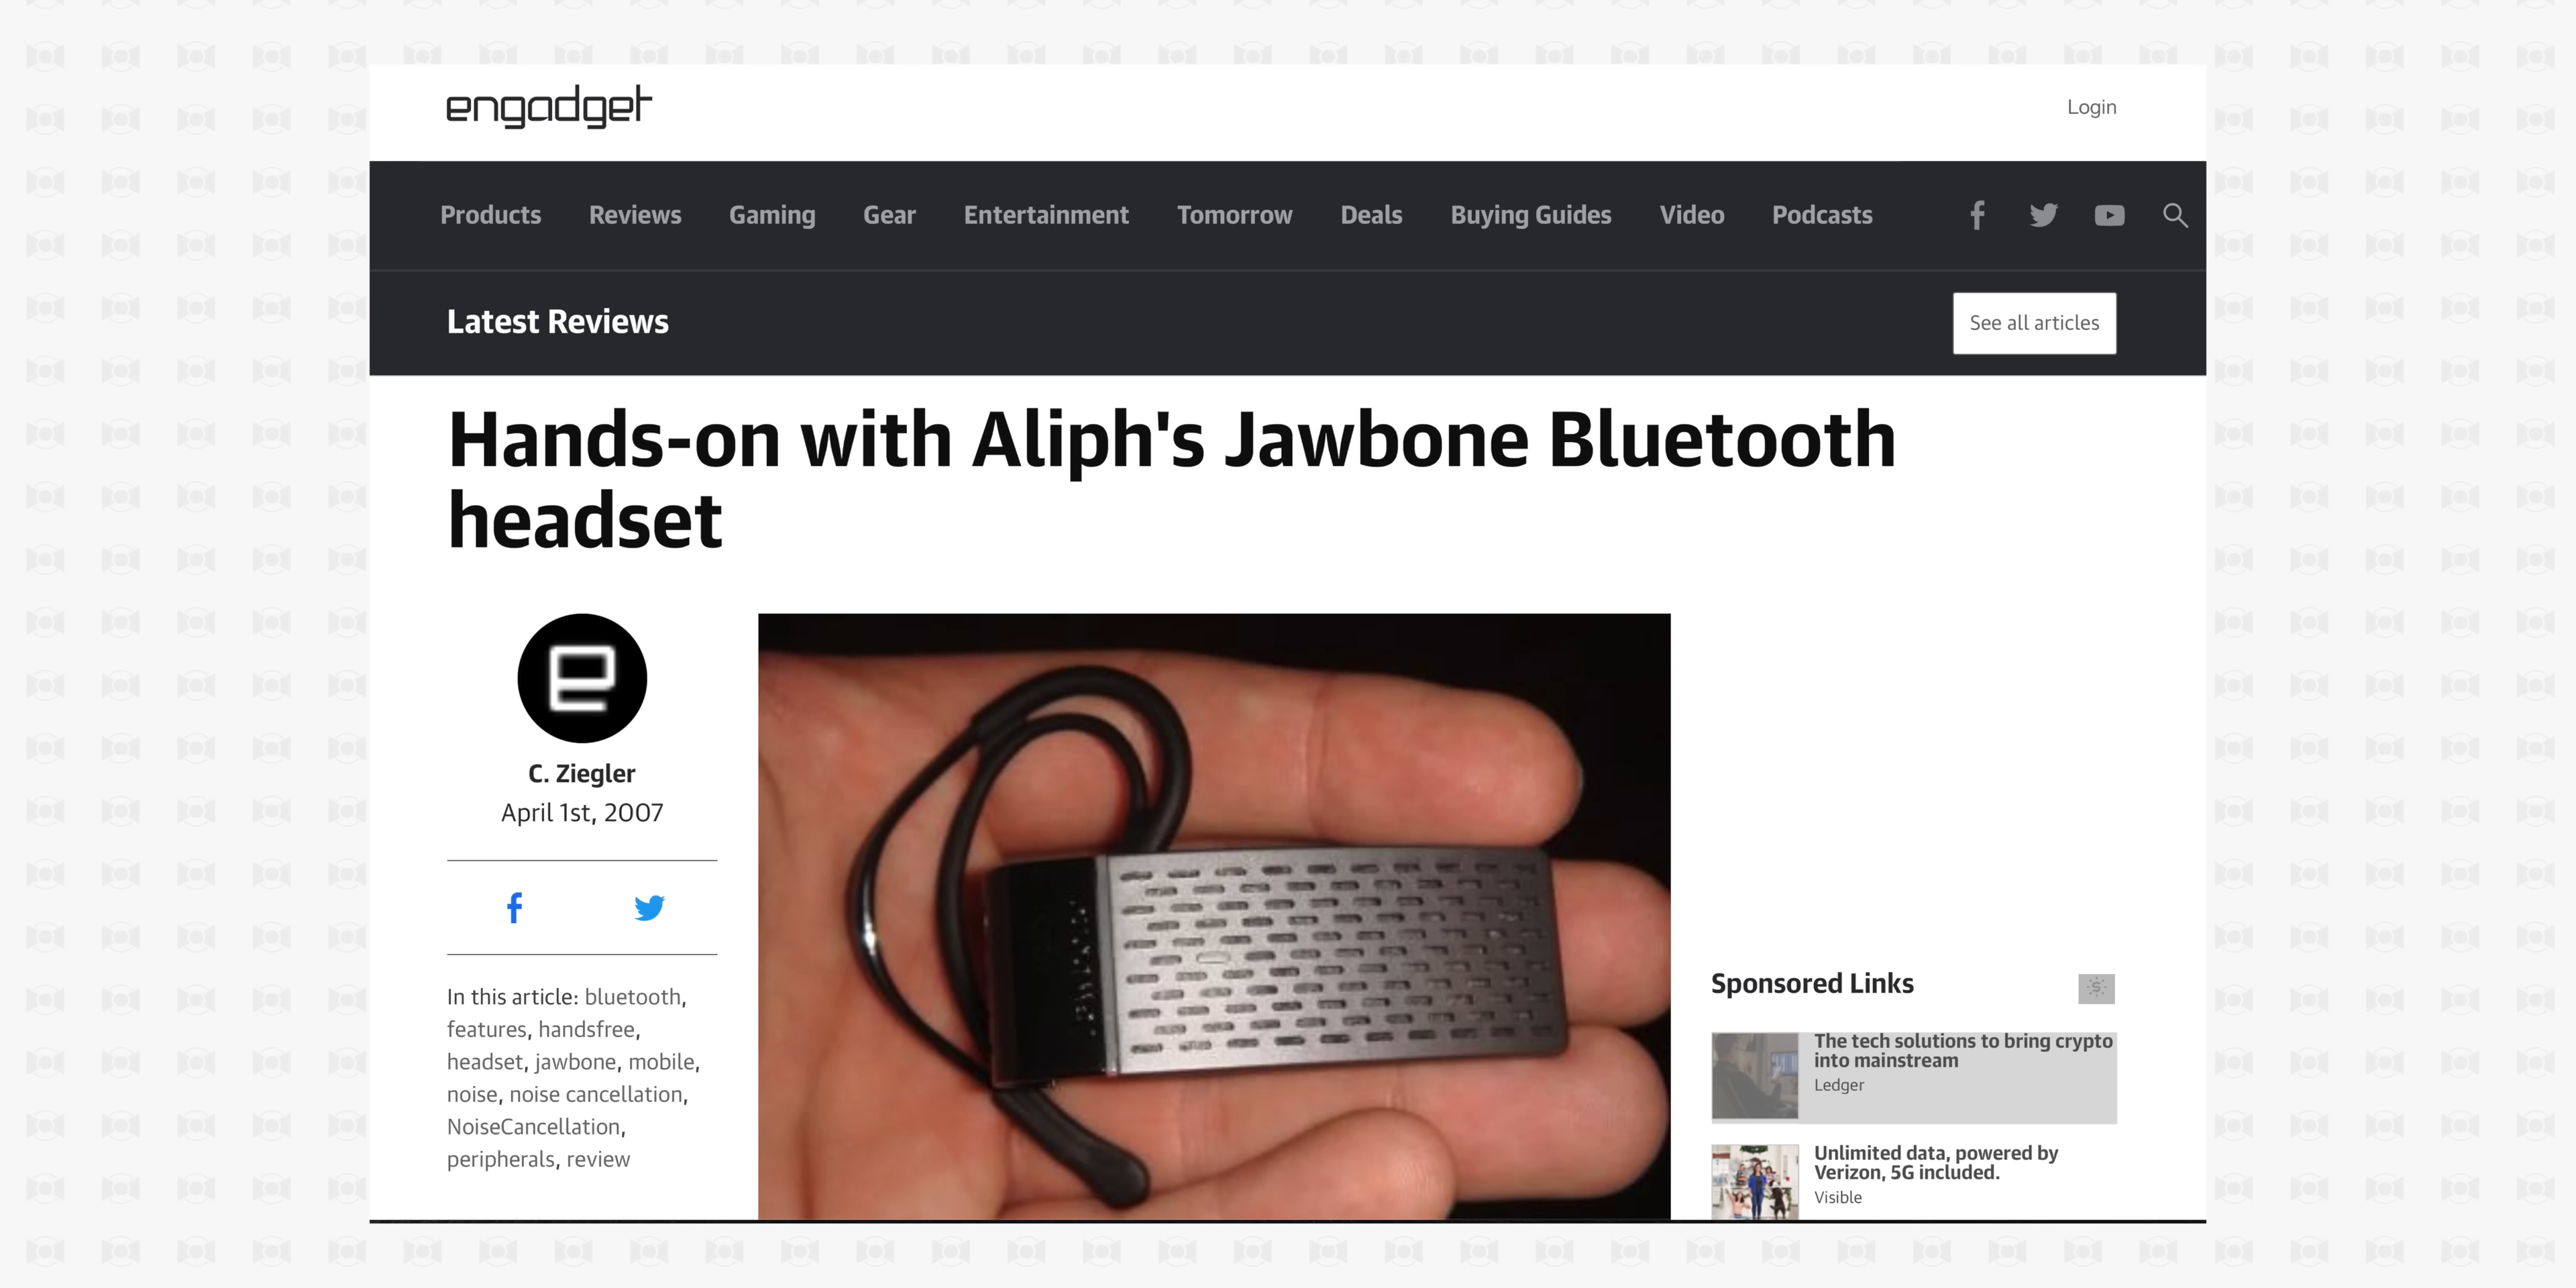 engadget
Login
Products Reviews Gaming Gear Entertainment Tomorrow Deals Buying Guides Video Podcasts
Latest Reviews
See all articles
Hands-on with Aliph's Jawbone Bluetooth
headset
C. Ziegler
April 1st, 2007
In this article: bluetooth,
features, handsfree,
headset, jawbone, mobile,
noise, noise cancellation,
NoiseCancellation,
peripherals, review
Sponsored Links
The tech solutions to bring crypto
into mainstream
Ledger
Unlimited data, powered by
Verizon, 5G included.
Visible